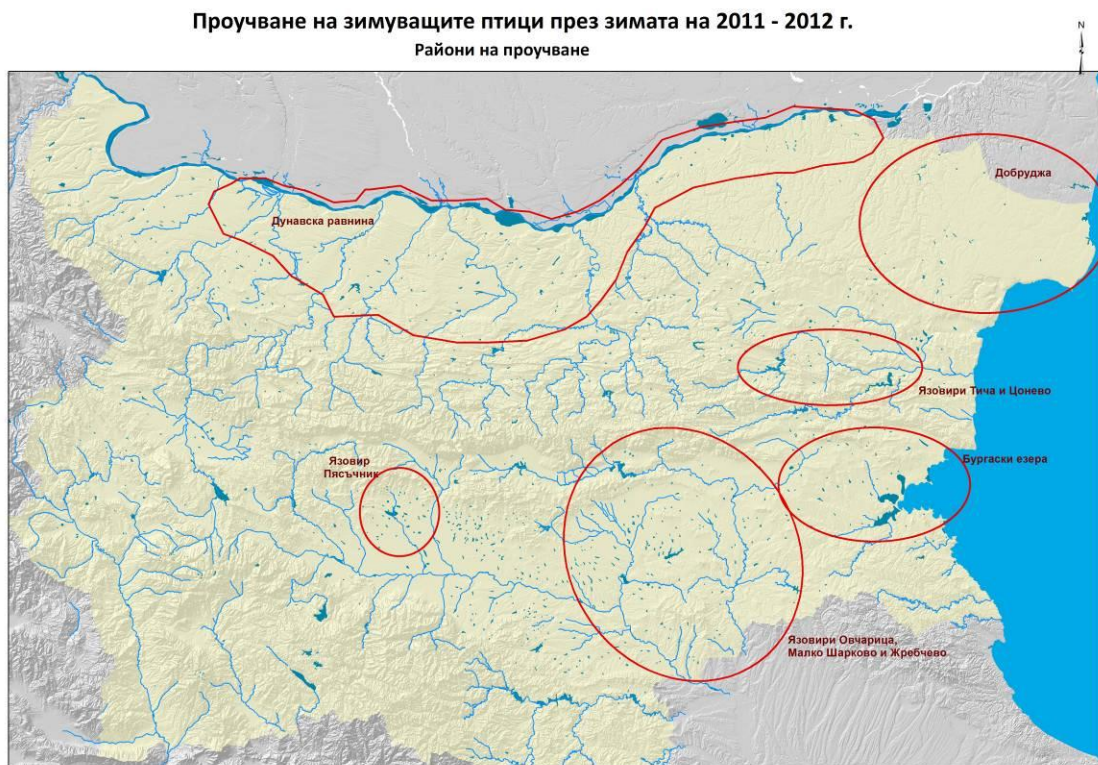 Проучване на зимуващите птици през зимата на 2011 - 2012 г.
Райони на проучване
N
Добруджа
Дунавска равнина
Язовири Тича и Цонево
Бургаски езера
Язовир
Пясъчник
Язовири Овчарица,
Малко Шарково и Жребчево